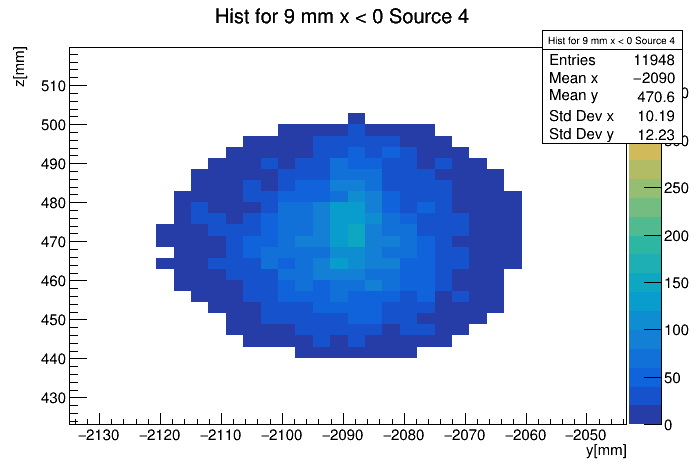 Hist for 9 mm x < 0 Source 4
z[mm]
Hist for 9 mm x < 0 Source 4
Entries 11948
Mean x −2090
Mean y 470.6
Std Dev x 10.19
Std Dev y 12.23
510
500
490
480
470
460
450
440
430
300
250
200
150
100
50
0
−2130 −2120 −2110 −2100 −2090 −2080 −2070 −2060 −2050
y[mm]